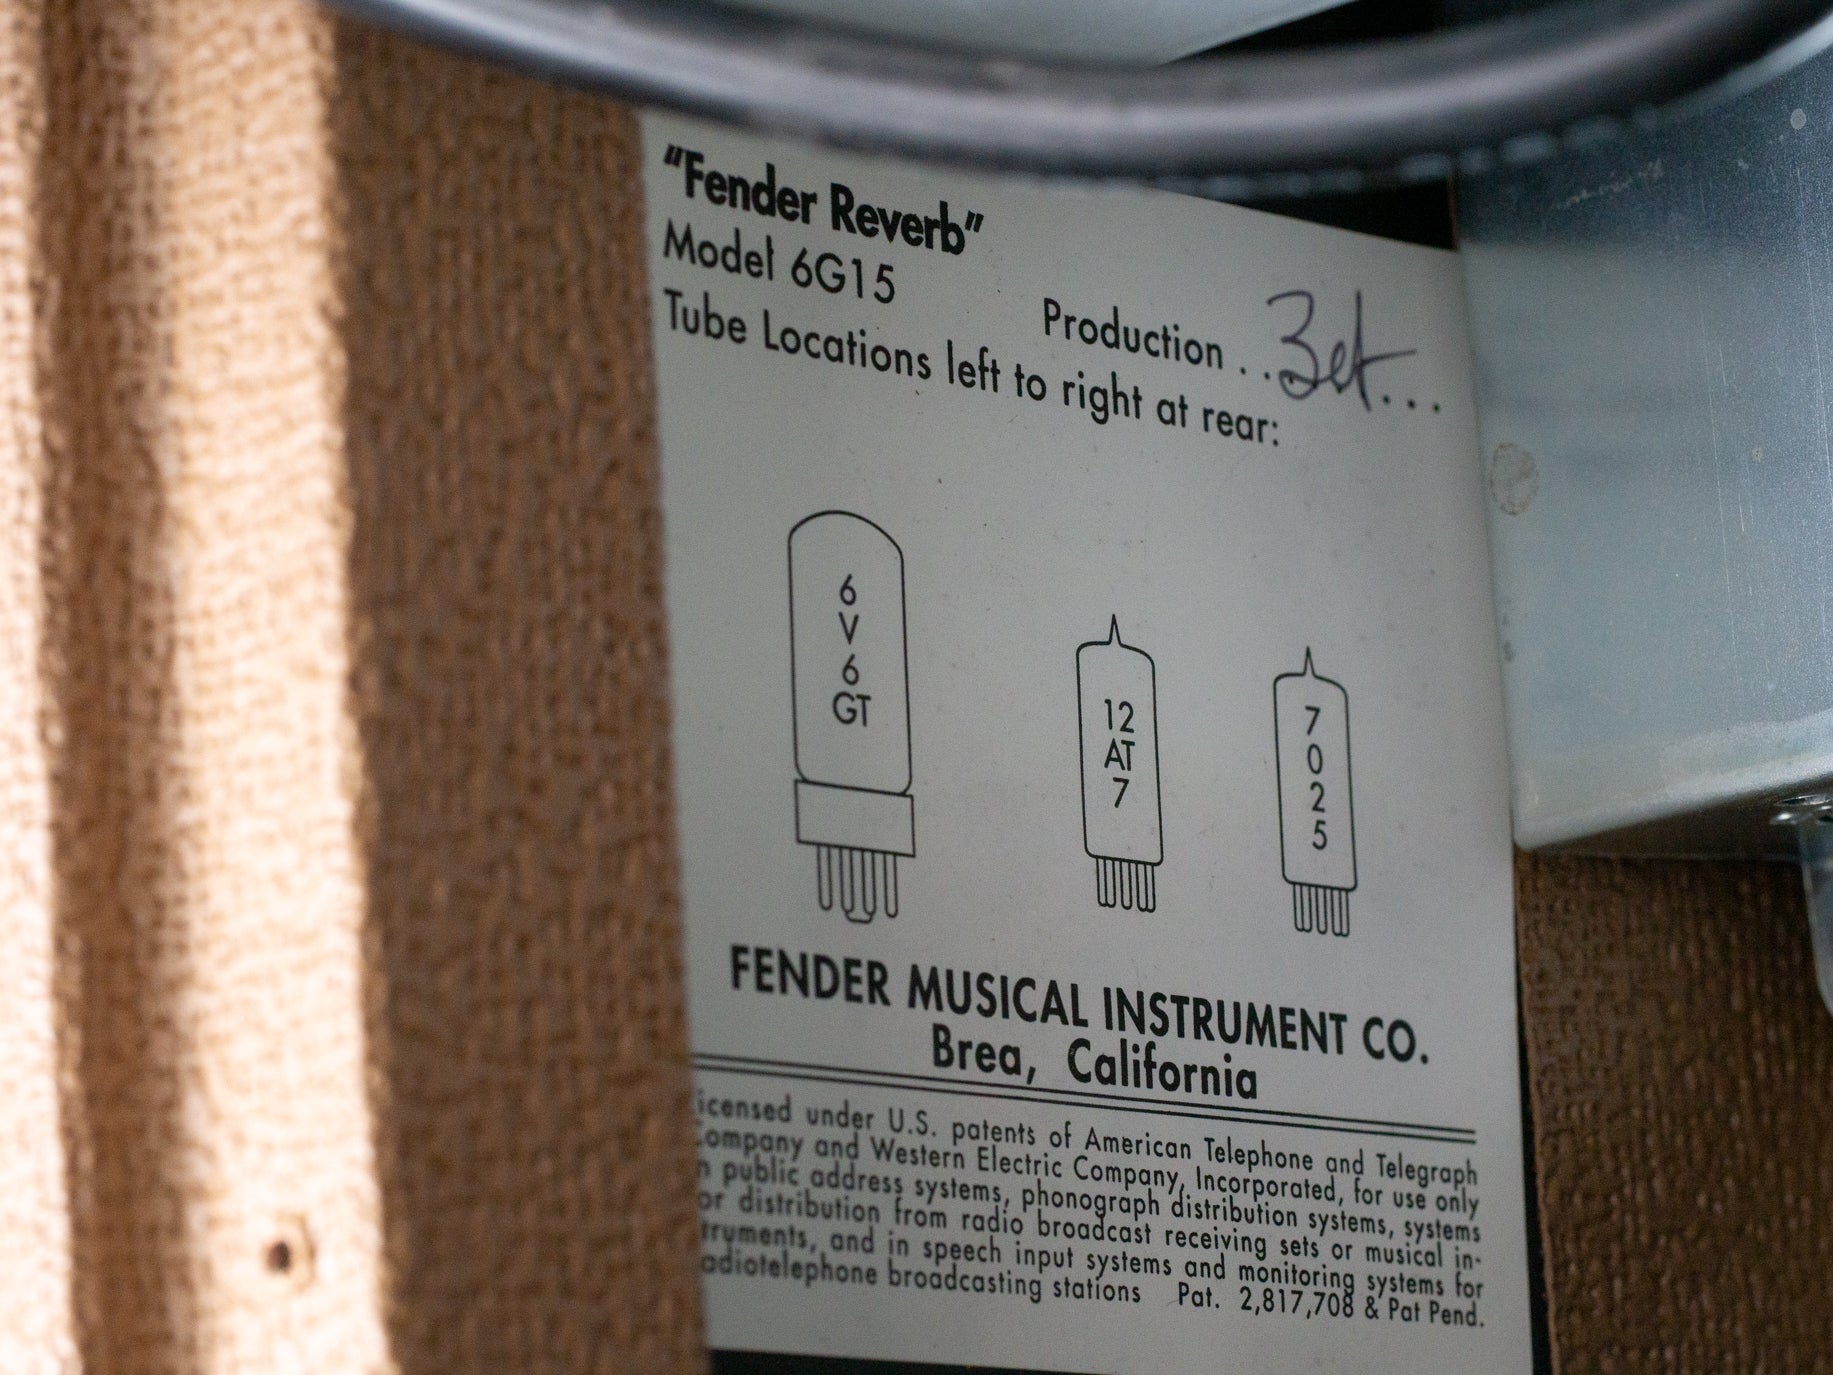 "Fender Reverb"
Model 6G15
Production .. ...
Tube Locations left to right at rear:
6
V
6
GT
12
AT
7
7
0
2
5
FENDER MUSICAL INSTRUMENT CO.
Brea, California
icensed under U.S. patents of American Telephone and Telegraph
ompany and Western Electric Company, Incorporated, for use only
n public address systems, phonograph distribution systems, systems
or distribution from radio broadcast receiving sets or musical in-
truments, and in speech input systems and monitoring systems for
adiotelephone broadcasting stations Pat. 2,817,708 & Pat Pend.